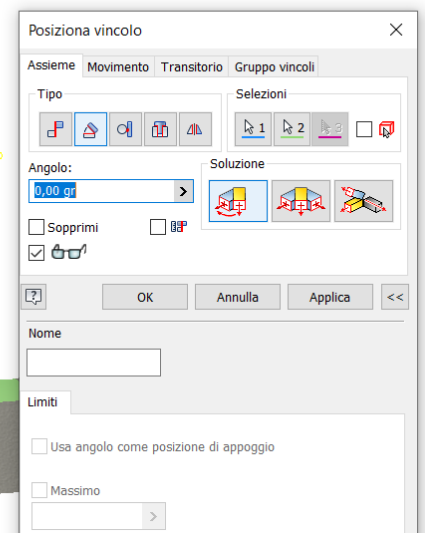 Posiziona vincolo
Assieme Movimento Transitorio Gruppo vincoli
Tipo
Selezioni
1 2 3
Angolo:
Soluzione
0,00 gr >
Sopprimi
? OK Annulla Applica <<
Nome
Limiti
Usa angolo come posizione di appoggio
Massimo
>